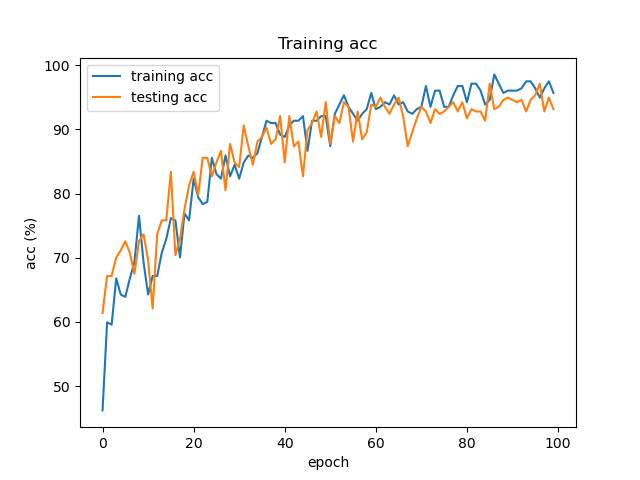 Training acc
training acc
testing acc
acc (%)
100
90
80
70
60
50
0 20 40 60 80 100
epoch